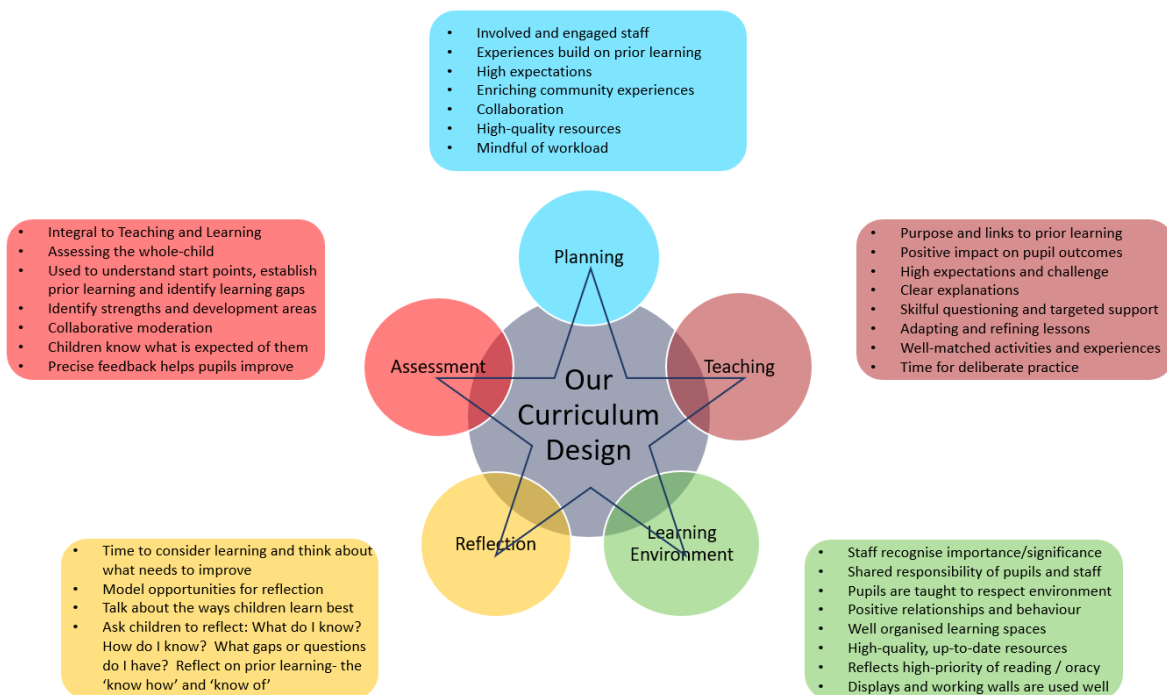 • Involved and engaged staff
• Experiences build on prior learning
• High expectations
• Enriching community experiences
• Collaboration
• High-quality resources
• Mindful of workload
• Integral to Teaching and Learning
• Assessing the whole-child
• Used to understand start points, establish
prior learning and identify learning gaps
• Identify strengths and development areas
• Collaborative moderation
• Children know what is expected of them
• Precise feedback helps pupils improve
• Purpose and links to prior learning
• Positive impact on pupil outcomes
• High expectations and challenge
• Clear explanations
• Skilful questioning and targeted support
• Adapting and refining lessons
• Well-matched activities and experiences
• Time for deliberate practice
Planning
Assessment
Teaching
Our
Curriculum
Design
Reflection
Learning
Environment
• Time to consider learning and think about
what needs to improve
• Model opportunities for reflection
• Talk about the ways children learn best
• Ask children to reflect: What do I know?
How do I know? What gaps or questions
do I have? Reflect on prior learning- the
‘know how’ and ‘know of’
• Staff recognise importance/significance
• Shared responsibility of pupils and staff
• Pupils are taught to respect environment
• Positive relationships and behaviour
• Well organised learning spaces
• High-quality, up-to-date resources
• Reflects high-priority of reading / oracy
• Displays and working walls are used well